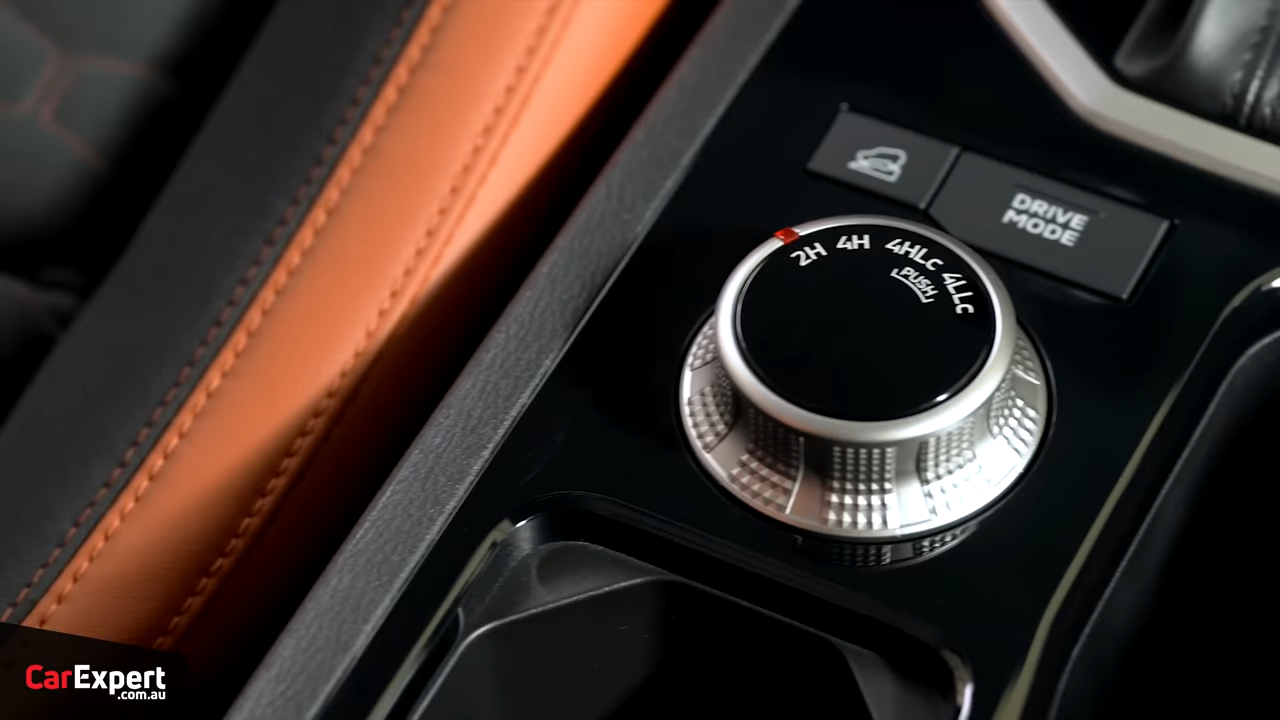 DRIVE
MODE
2H 4H 4HLC 4LLC
PUSH
CarExpert
.com.au